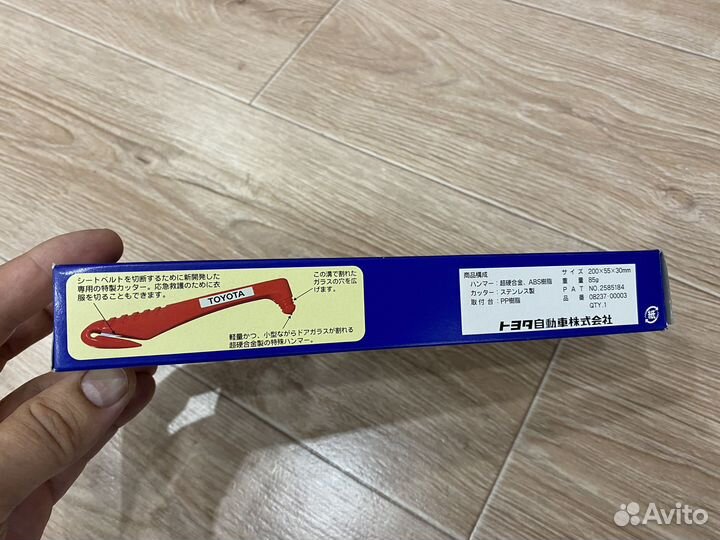 シートベルトを切断するために新開発した
専用の特製カッター。応急救護のために衣
服を切ることもできます。
この溝で割れた
ガラスの穴を広
げます。
TOYOTA
軽量かつ、小型ながらドアガラスが割れる
超硬合金製の特殊ハンマー。
商品構成
ハンマー：超硬合金、ABS樹脂
カッター：ステンレス製
取付台：PP樹脂
サイズ 200×55×30mm
重量 85g
PAT NO.2585184
品番 08237-00003
QTY.1
トヨタ自動車株式会社
紙
Avito